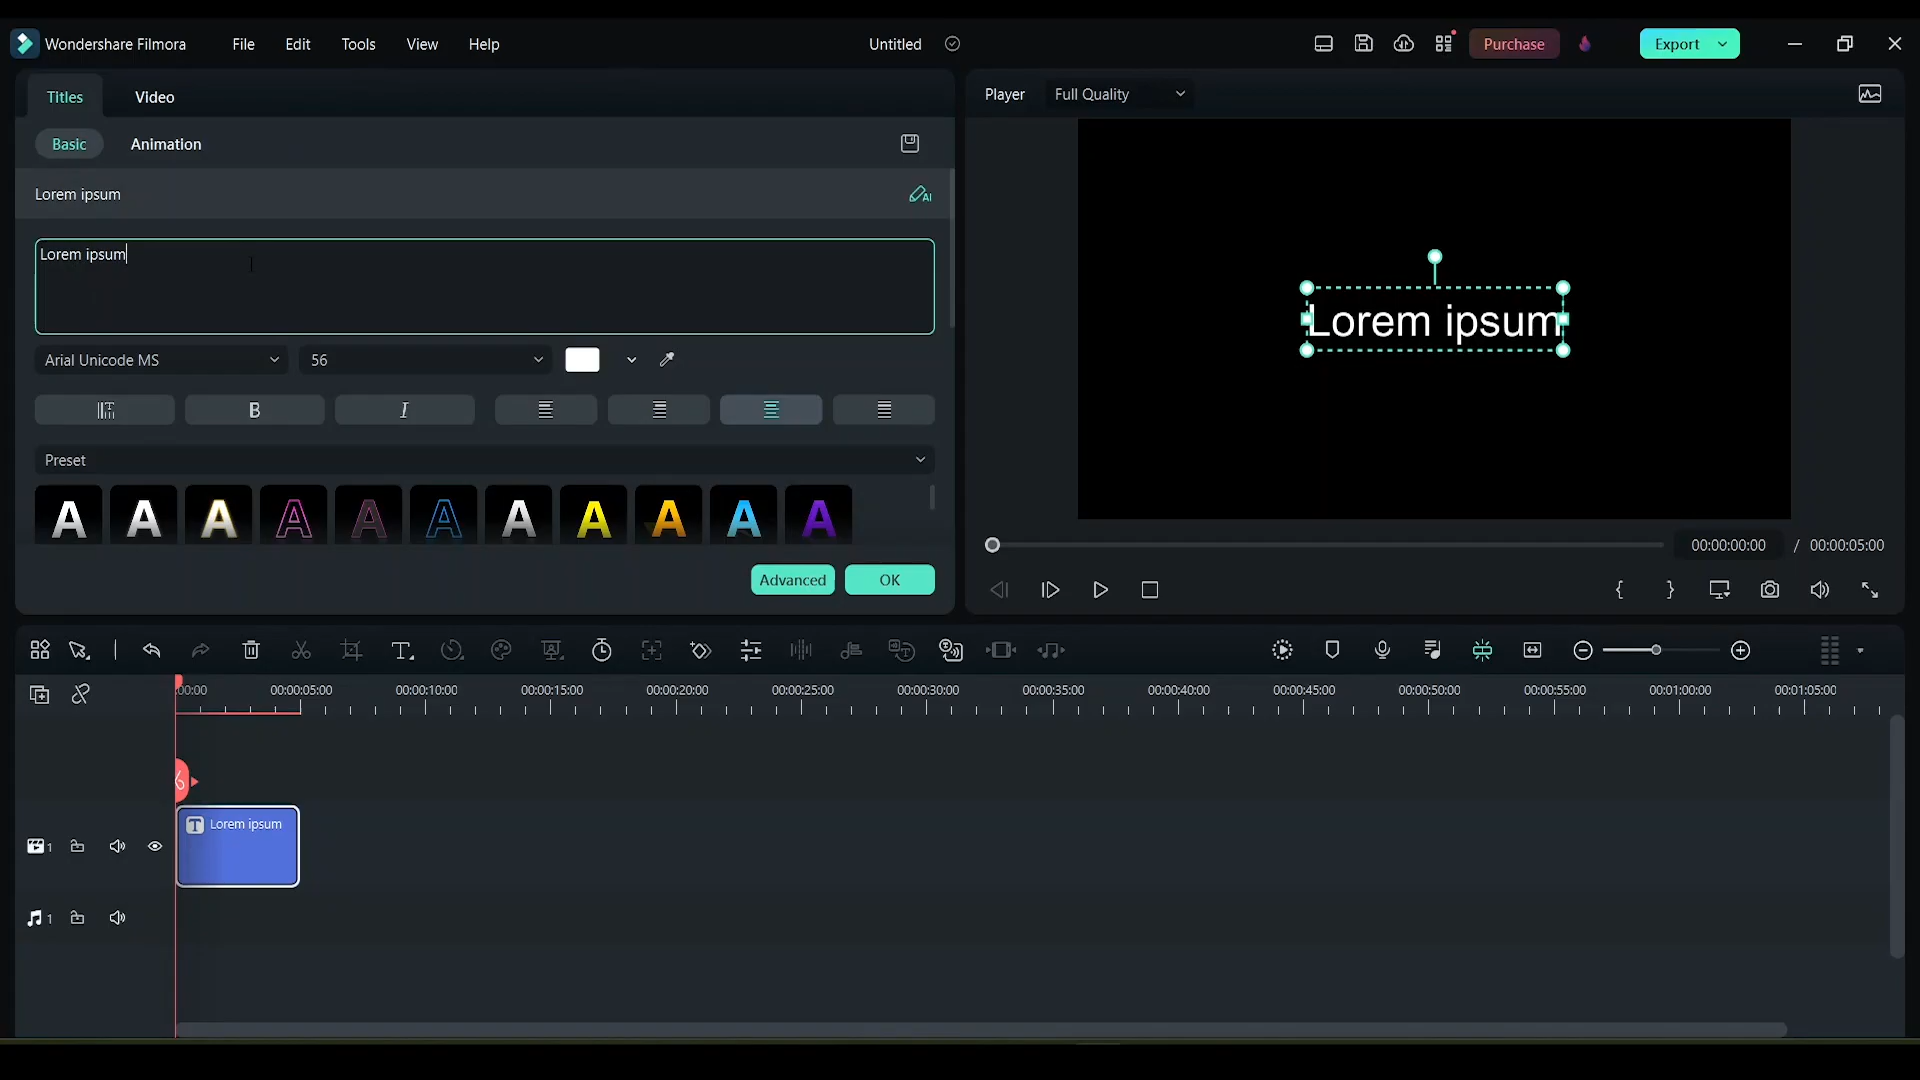 Wondershare Filmora
File
Edit
Tools
View
Help
Untitled
Purchase
Export
Titles
Video
Player
Full Quality
Basic
Animation
Lorem ipsum
AI
Lorem ipsum
Lorem ipsum
Arial Unicode MS
56
B
I
Preset
A A A A A A A A A A A
Advanced
OK
00:00:00:00 / 00:00:05:00
{ }
:00:00
00:00:05:00
00:00:10:00
00:00:15:00
00:00:20:00
00:00:25:00
00:00:30:00
00:00:35:00
00:00:40:00
00:00:45:00
00:00:50:00
00:00:55:00
00:01:00:00
00:01:05:00
T Lorem ipsum
1
1